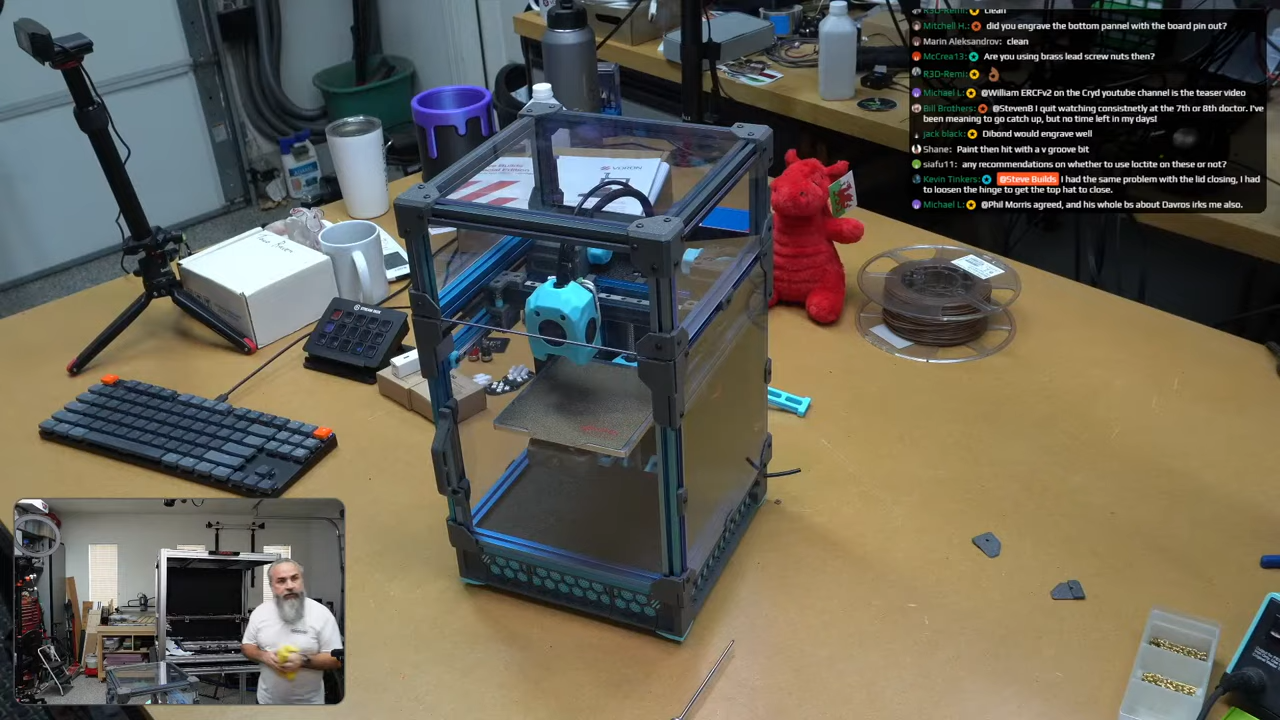 R3D-Remi: clean
Mitchell H.: did you engrave the bottom pannel with the board pin out?
Marin Aleksandrov: clean
McCrea13: Are you using brass lead screw nuts then?
R3D-Remi: 👌
Michael L: @William ERCFv2 on the Cryd youtube channel is the teaser video
Bill Brothers: @StevenB I quit watching consistnetly at the 7th or 8th doctor. I've
been meaning to go catch up, but no time left in my days!
jack black: Dibond would engrave well
Shane: Paint then hit with a v groove bit
siafu11: any recommendations on whether to use loctite on these or not?
Kevin Tinkers: @Steve Builds I had the same problem with the lid closing, I had
to loosen the hinge to get the top hat to close.
Michael L: @Phil Morris agreed, and his whole bs about Davros irks me also.
VORON